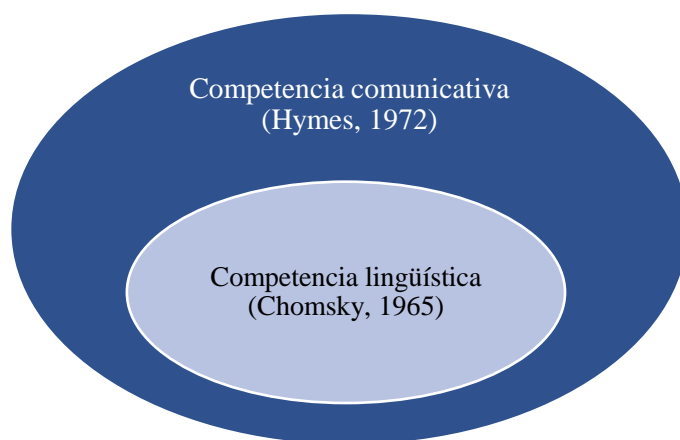 Competencia comunicativa
(Hymes, 1972)
Competencia lingüística
(Chomsky, 1965)